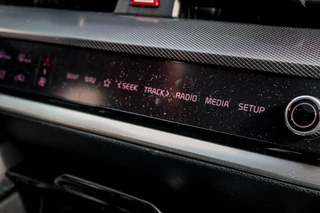 MAP NAV ☆ < SEEK TRACK > RADIO MEDIA SETUP